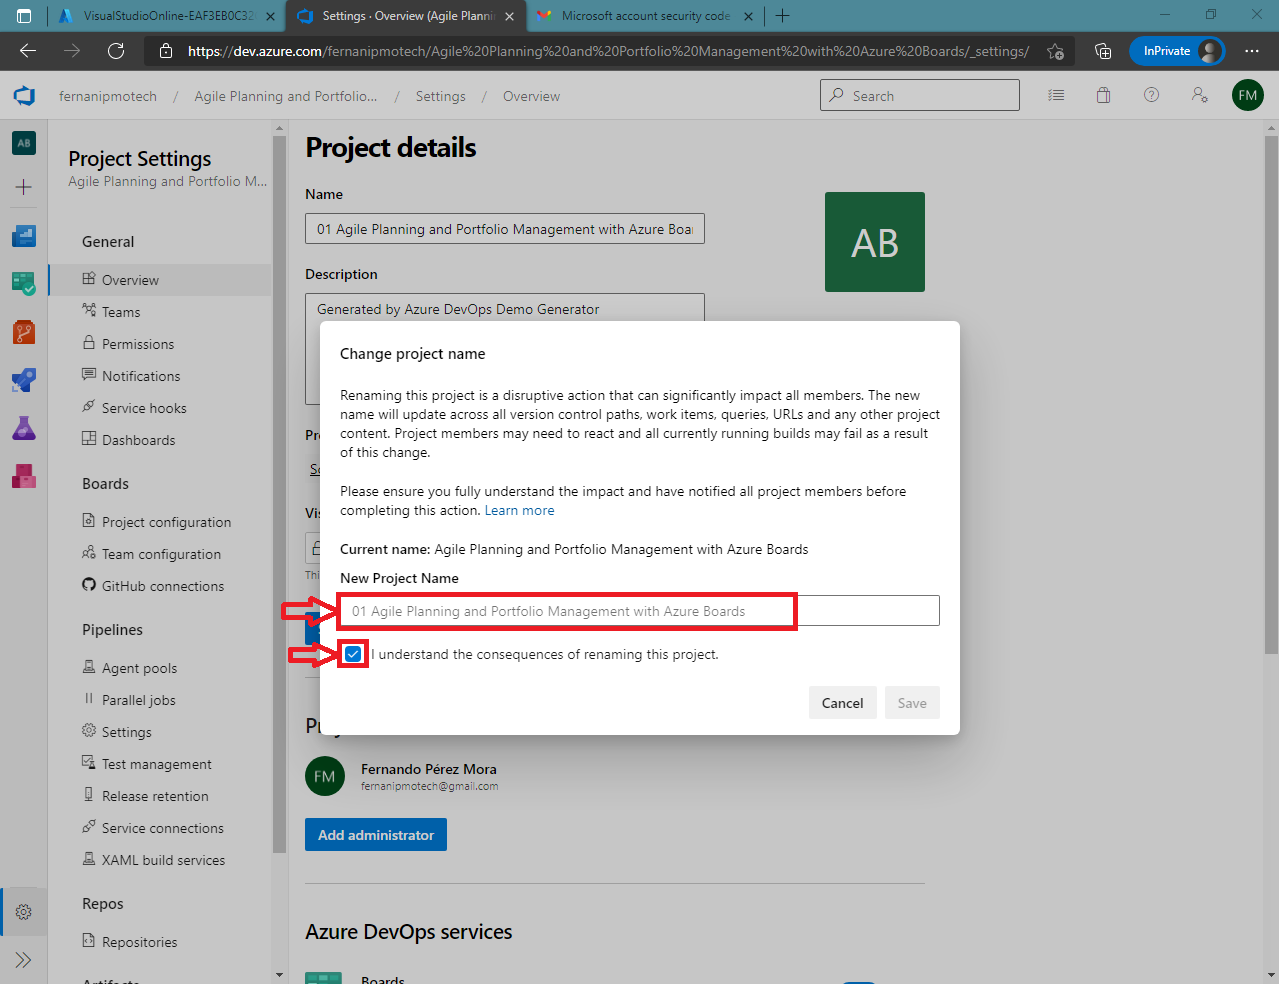 VisualStudioOnline-EAF3EB0C32
Settings · Overview (Agile Planni
Microsoft account security code
https://dev.azure.com/fernanipmotech/Agile%20Planning%20and%20Portfolio%20Management%20with%20Azure%20Boards/_settings/
InPrivate
fernanipmotech / Agile Planning and Portfolio... / Settings / Overview
Search
FM
AB
Project Settings
Agile Planning and Portfolio M...
General
Overview
Teams
Permissions
Notifications
Service hooks
Dashboards
Boards
Project configuration
Team configuration
GitHub connections
Pipelines
Agent pools
Parallel jobs
Settings
Test management
Release retention
Service connections
XAML build services
Repos
Repositories
Artifacts
Project details
Name
01 Agile Planning and Portfolio Management with Azure Boar
AB
Description
Generated by Azure DevOps Demo Generator
Pr
Sc
Vis
Thi
Change project name
Renaming this project is a disruptive action that can significantly impact all members. The new
name will update across all version control paths, work items, queries, URLs and any other project
content. Project members may need to react and all currently running builds may fail as a result
of this change.
Please ensure you fully understand the impact and have notified all project members before
completing this action. Learn more
Current name: Agile Planning and Portfolio Management with Azure Boards
New Project Name
01 Agile Planning and Portfolio Management with Azure Boards
I understand the consequences of renaming this project.
Cancel
Save
Pr
FM
Fernando Pérez Mora
fernanipmotech@gmail.com
Add administrator
Azure DevOps services
Boards